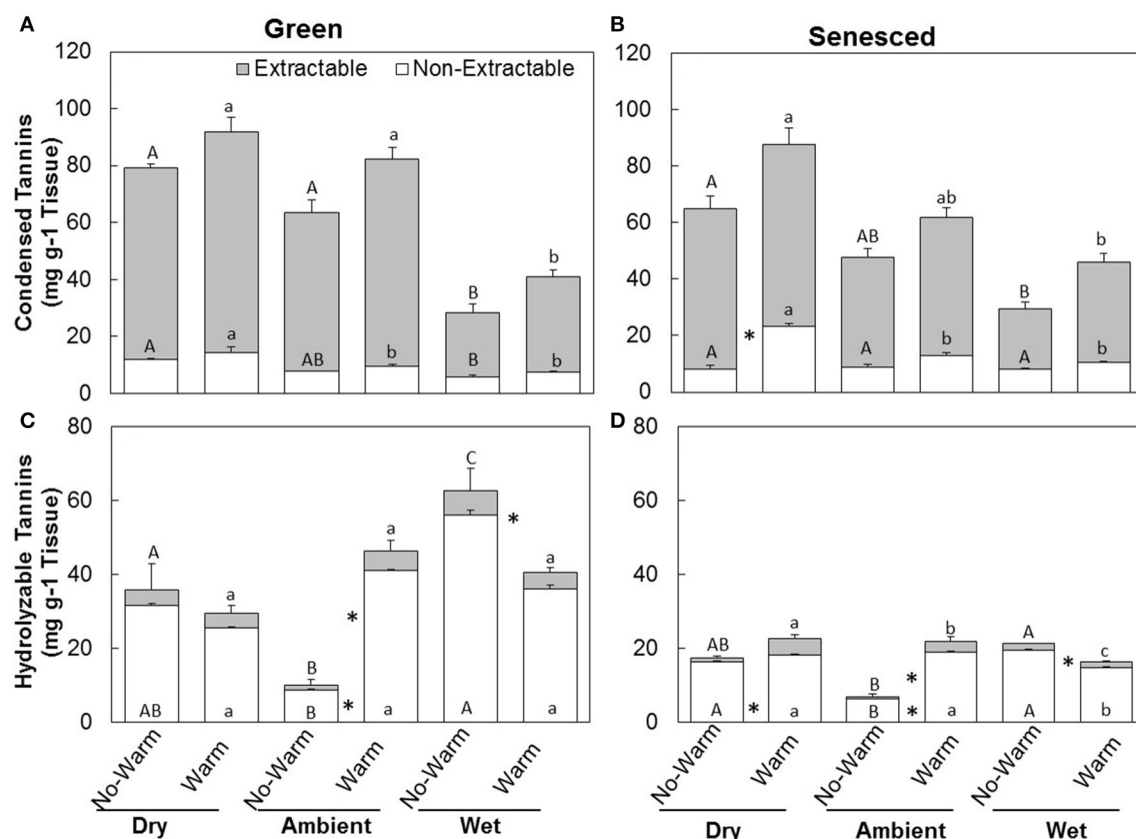 A Green B Senesced
120 120
Extractable Non-Extractable
100 100
a a
A a
80 80
A A
60 60 ab
AB b
40 b 40
B B
20 a 20 a
A AB b B b * A A b A b
0 0
Condensed Tannins
(mg g-1 Tissue)
C D
80 80
C
60 60
* 
A a a
40 40
a
* 
20 20 AB a b A c
B * * 
AB a B * a A a A * a B * a A b
0 0
Hydrolyzable Tannins
(mg g-1 Tissue)
No-Warm Warm No-Warm Warm No-Warm Warm No-Warm Warm No-Warm Warm No-Warm Warm
Dry Ambient Wet Dry Ambient Wet